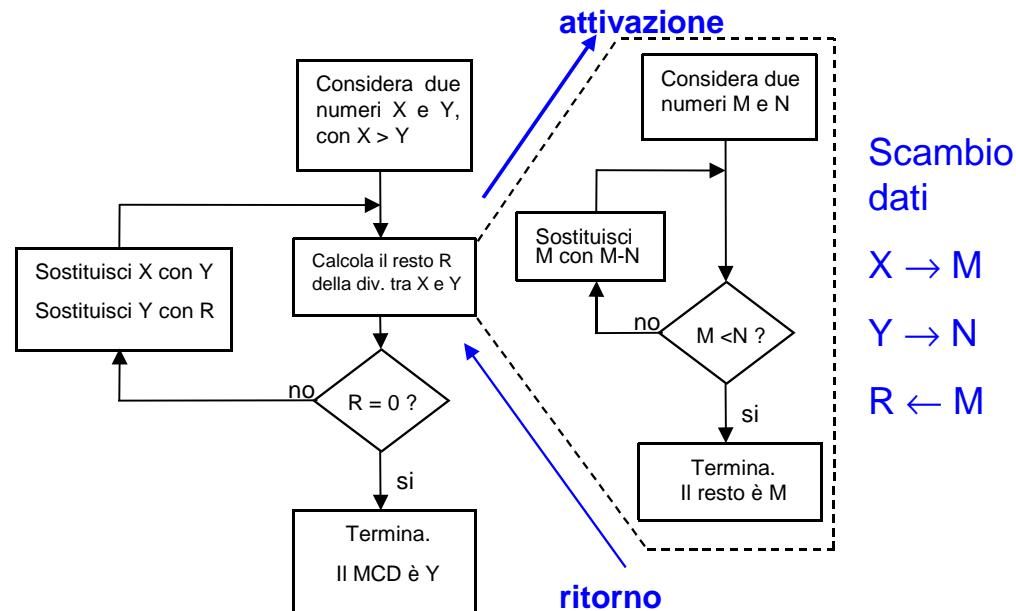 attivazione
Considera due
numeri X e Y,
con X > Y
Calcola il resto R
della div. tra X e Y
Sostituisci X con Y
Sostituisci Y con R
no
R = 0 ?
si
Termina.
Il MCD è Y
Considera due
numeri M e N
Sostituisci
M con M-N
no
M <N ?
si
Termina.
Il resto è M
ritorno
Scambio
dati
X → M
Y → N
R ← M